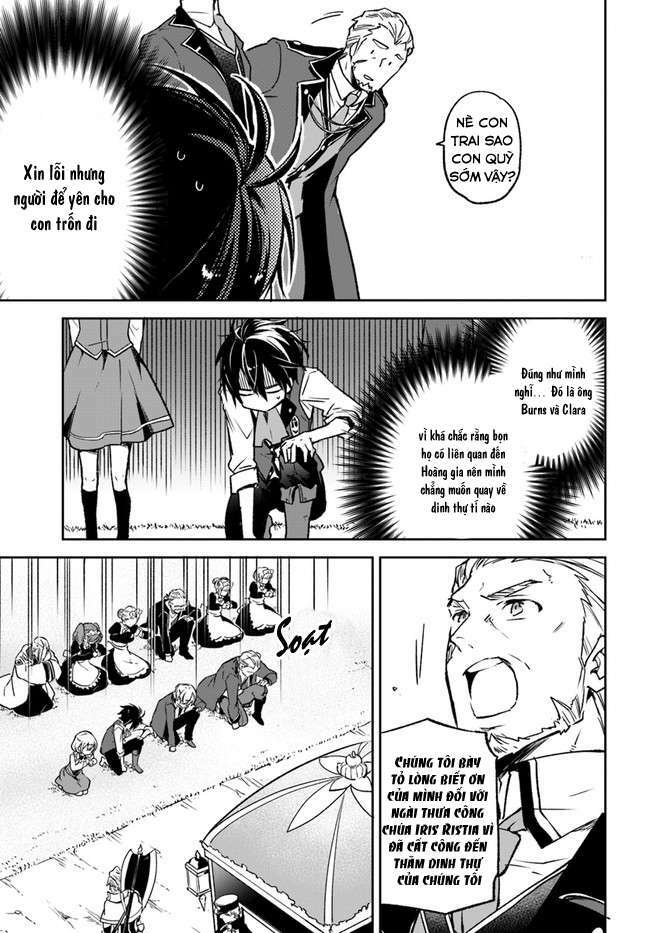 NÈ CON
TRAI SAO
CON QUỲ
SỚM VẬY?
Xin lỗi nhưng
người để yên cho
con trốn đi
Đúng như mình
nghĩ... Đó là ông
Burns và Clara
vì khá chắc rằng bọn
họ có liên quan đến
Hoàng gia nên mình
chẳng muốn quay về
dinh thự tí nào
Soạt
CHÚNG TÔI BÀY
TỎ LÒNG BIẾT ƠN
CỦA MÌNH ĐỐI VỚI
NGÀI THƯA CÔNG
CHÚA IRIS RISTIA VÌ
ĐÃ CẤT CÔNG ĐẾN
THĂM DINH THỰ
CỦA CHÚNG TÔI